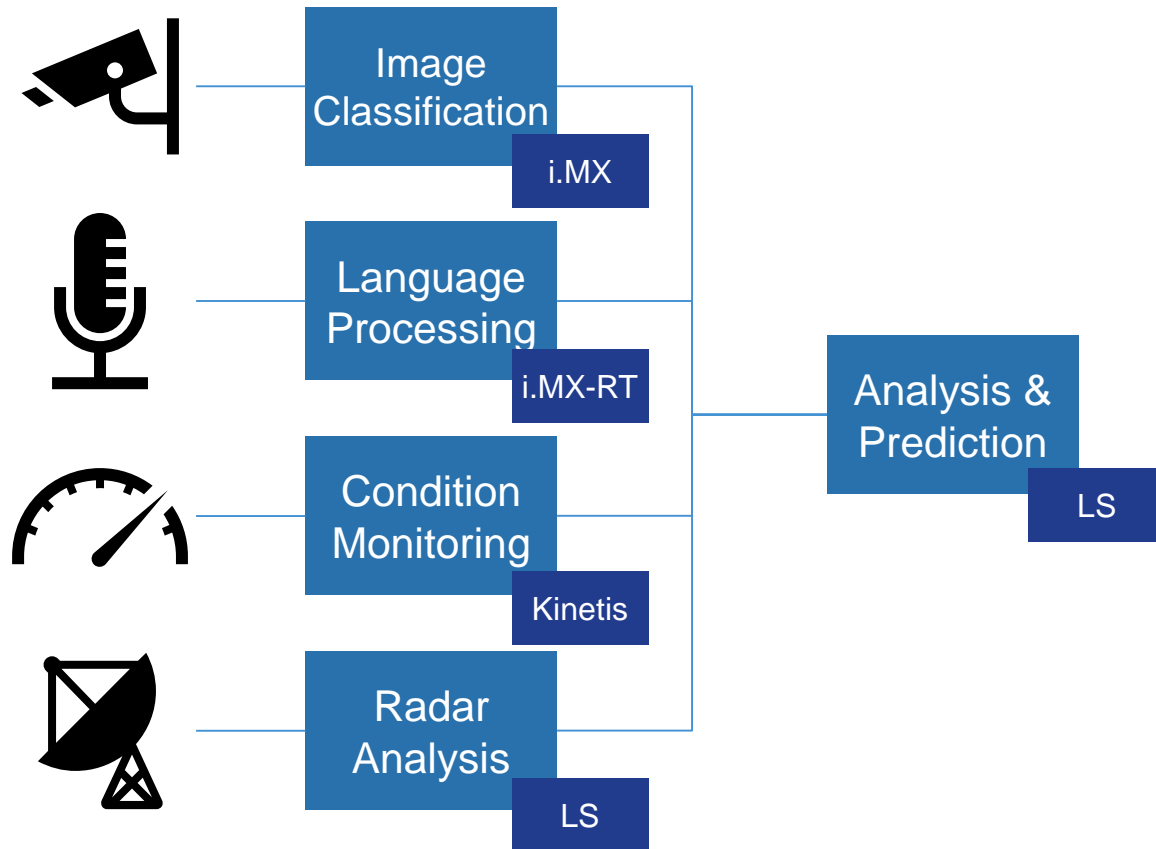 Image
Classification
i.MX
Language
Processing
i.MX-RT
Condition
Monitoring
Kinetis
Radar
Analysis
LS
Analysis &
Prediction
LS